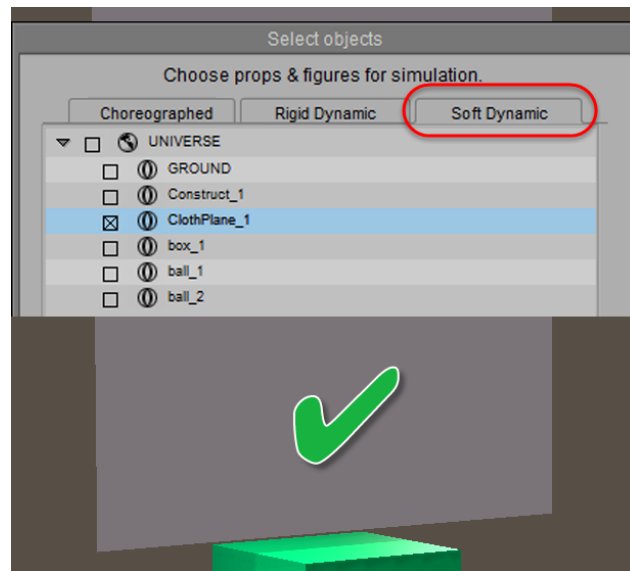 Select objects
Choose props & figures for simulation.
Choreographed Rigid Dynamic Soft Dynamic
UNIVERSE
GROUND
Construct_1
ClothPlane_1
box_1
ball_1
ball_2